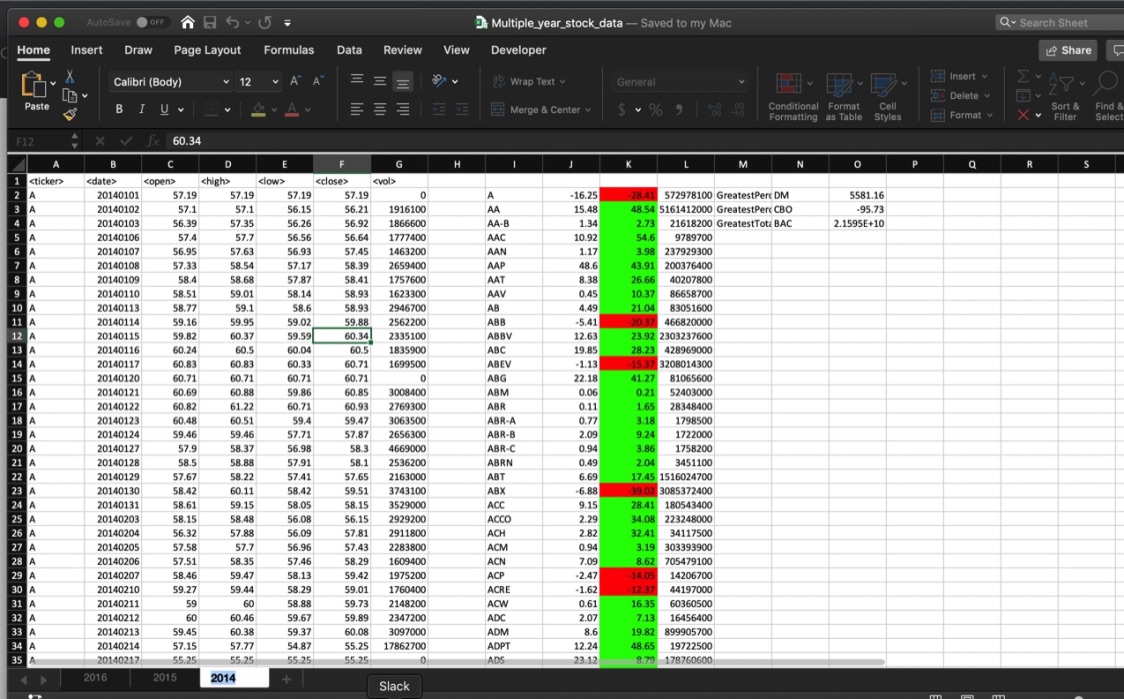 AutoSave OFF Multiple_year_stock_data — Saved to my Mac Search Sheet
Home Insert Draw Page Layout Formulas Data Review View Developer Share
Paste Calibri (Body) 12 A A Wrap Text General Insert
B I U Merge & Center $ % Conditional Formatting Format as Table Cell Styles Delete Format Sort & Filter Find & Select
F12 fx 60.34
A B C D E F G H I J K L M N O P Q R S
1 <ticker> <date> <open> <high> <low> <close> <vol>
2 A 20140101 57.19 57.19 57.19 57.19 0 A -16.25 -28.41 572978100 GreatestPerc DM 5581.16
3 A 20140102 57.1 57.1 56.15 56.21 1916100 AA 15.48 48.54 5161412000 GreatestPerc CBO -95.73
4 A 20140103 56.39 57.35 56.26 56.92 1866600 AA-B 1.34 2.73 21618200 GreatestTota BAC 2.1595E+10
5 A 20140106 57.4 57.7 56.56 56.64 1777400 AAC 10.92 54.6 9789700
6 A 20140107 56.95 57.63 56.93 57.45 1463200 AAN 1.17 3.98 237929300
7 A 20140108 57.33 58.54 57.17 58.39 2659400 AAP 48.6 43.91 200376400
8 A 20140109 58.4 58.68 57.87 58.41 1757600 AAT 8.38 26.66 40207800
9 A 20140110 58.51 59.01 58.14 58.93 1623300 AAV 0.45 10.37 86658700
10 A 20140113 58.77 59.1 58.6 58.93 2946700 AB 4.49 21.04 83051600
11 A 20140114 59.16 59.95 59.02 59.88 2562200 ABB -5.41 -20.37 466820000
12 A 20140115 59.82 60.37 59.59 60.34 2335100 ABBV 12.63 23.92 2303237600
13 A 20140116 60.24 60.5 60.04 60.5 1835900 ABC 19.85 28.23 428969000
14 A 20140117 60.83 60.83 60.33 60.71 1699500 ABEV -1.13 -15.37 3208014300
15 A 20140120 60.71 60.71 60.71 60.71 0 ABG 22.18 41.27 81065600
16 A 20140121 60.69 60.88 59.86 60.85 3008400 ABM 0.06 0.21 52403000
17 A 20140122 60.82 61.22 60.71 60.93 2769300 ABR 0.11 1.65 28348400
18 A 20140123 60.48 60.51 59.4 59.47 3063500 ABR-A 0.77 3.18 1798500
19 A 20140124 59.46 59.46 57.71 57.87 2656300 ABR-B 2.09 9.24 1722000
20 A 20140127 57.9 58.37 56.98 58.3 4669000 ABR-C 0.94 3.86 1758200
21 A 20140128 58.5 58.88 57.91 58.1 2536200 ABRN 0.49 2.04 3451100
22 A 20140129 57.67 58.22 57.41 57.65 2163000 ABT 6.69 17.45 1516024700
23 A 20140130 58.42 60.11 58.42 59.51 3743100 ABX -6.88 -39.02 3085372400
24 A 20140131 58.61 59.15 58.05 58.15 3529000 ACC 9.15 28.41 180543400
25 A 20140203 58.15 58.48 56.08 56.15 2929200 ACCO 2.29 34.08 223248000
26 A 20140204 56.32 57.88 56.09 57.81 2911800 ACH 2.82 32.41 34117500
27 A 20140205 57.58 57.7 56.96 57.43 2283800 ACM 0.94 3.19 303393900
28 A 20140206 57.51 58.35 57.46 58.29 1609400 ACN 7.09 8.62 705479100
29 A 20140207 58.46 59.47 58.13 59.42 1975200 ACP -2.47 -14.05 14206700
30 A 20140210 59.27 59.44 58.29 59.01 1760400 ACRE -1.62 -12.37 44197000
31 A 20140211 59 60 58.88 59.73 2148200 ACW 0.61 16.35 60360500
32 A 20140212 60 60.46 59.67 59.89 2347200 ADC 2.07 7.13 16456400
33 A 20140213 59.45 60.38 59.37 60.08 3097000 ADM 8.6 19.82 899905700
34 A 20140214 57.15 57.77 54.87 55.25 17862700 ADPT 12.24 48.65 19722500
35 A 20140217 55.25 55.25 55.25 55.25 0 ADS 23.12 8.79 178760600
2016 2015 2014 +
Slack